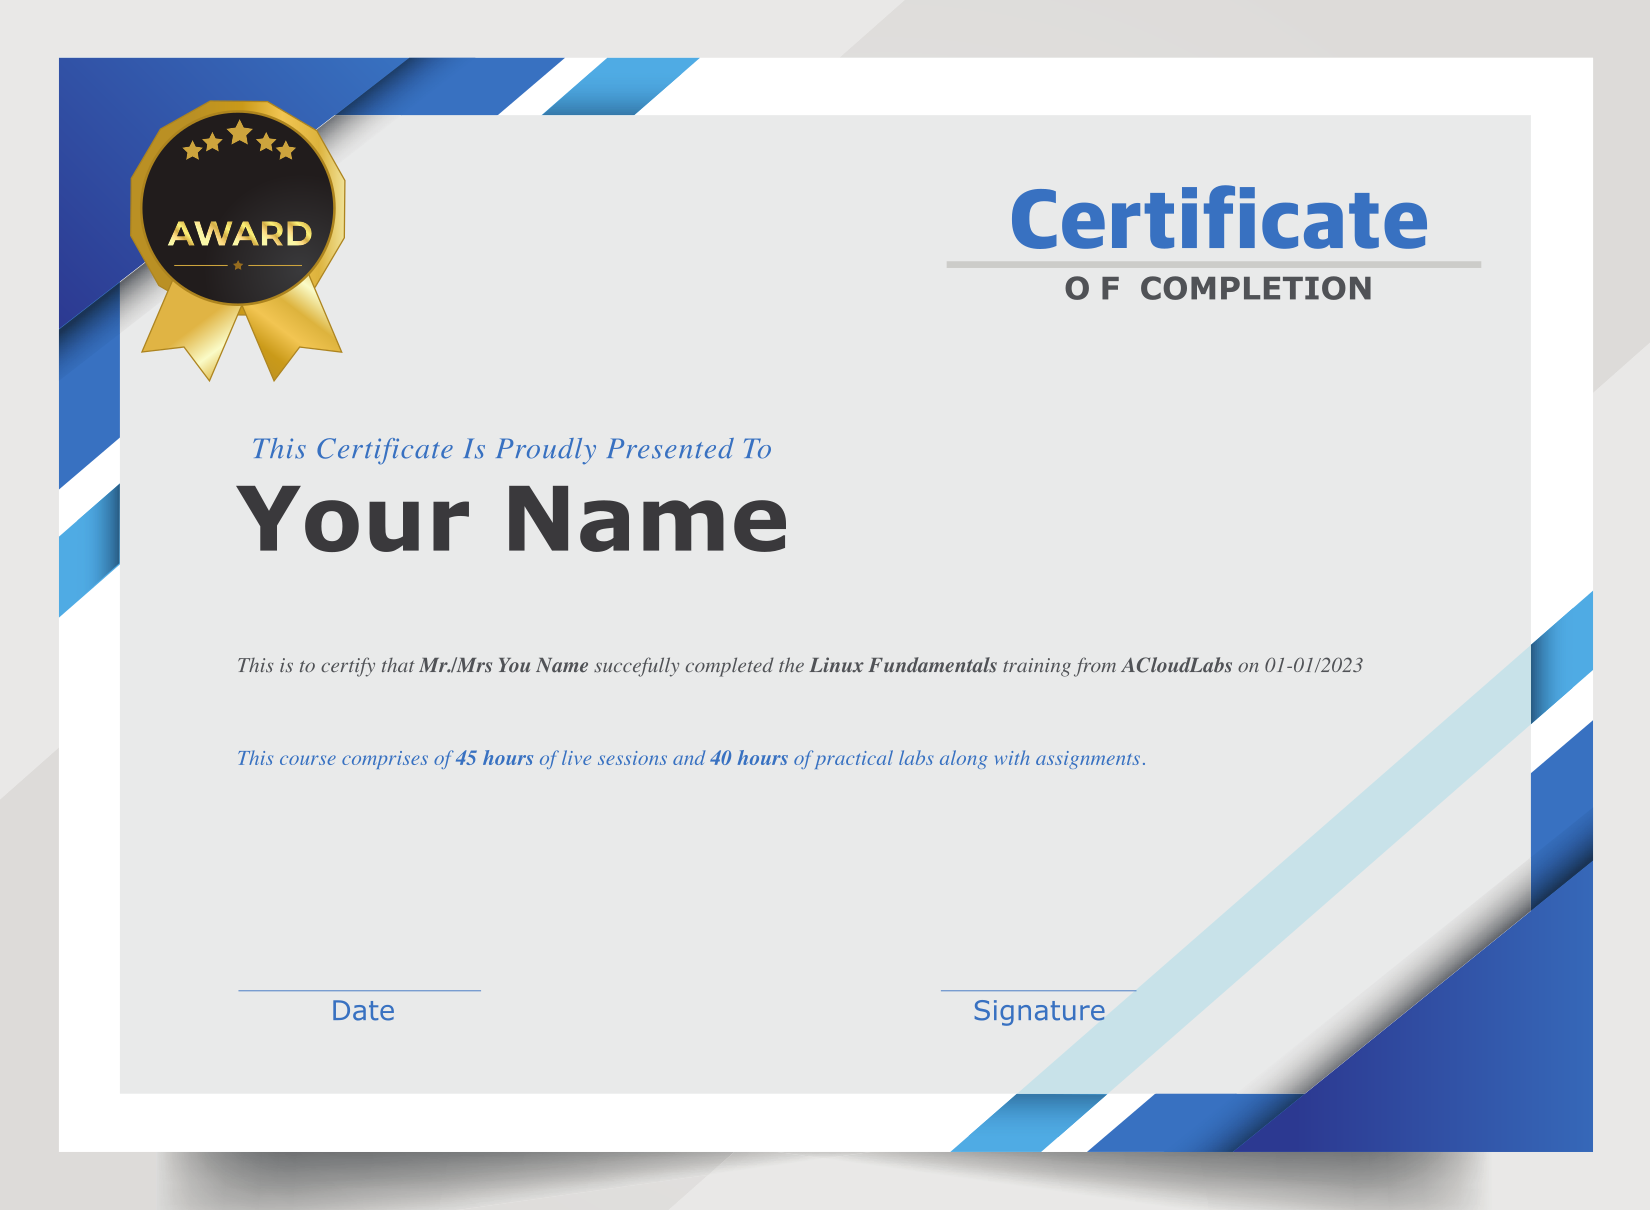 AWARD
Certificate
O F COMPLETION
This Certificate Is Proudly Presented To
Your Name
This is to certify that Mr./Mrs You Name succefully completed the Linux Fundamentals training from ACloudLabs on 01-01/2023
This course comprises of 45 hours of live sessions and 40 hours of practical labs along with assignments.
Date
Signature